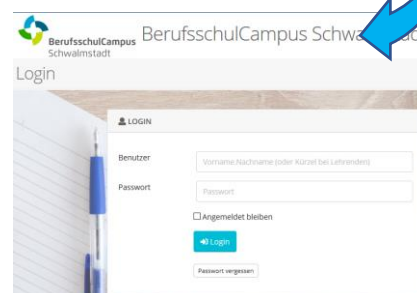 BerufsschulCampus
Schwalmstadt
BerufsschulCampus
Login
LOGIN
Benutzer
Vorname.Nachname (oder Kürzel bei Lehrenden)
Passwort
Passwort
Angemeldet bleiben
Login
Passwort vergessen